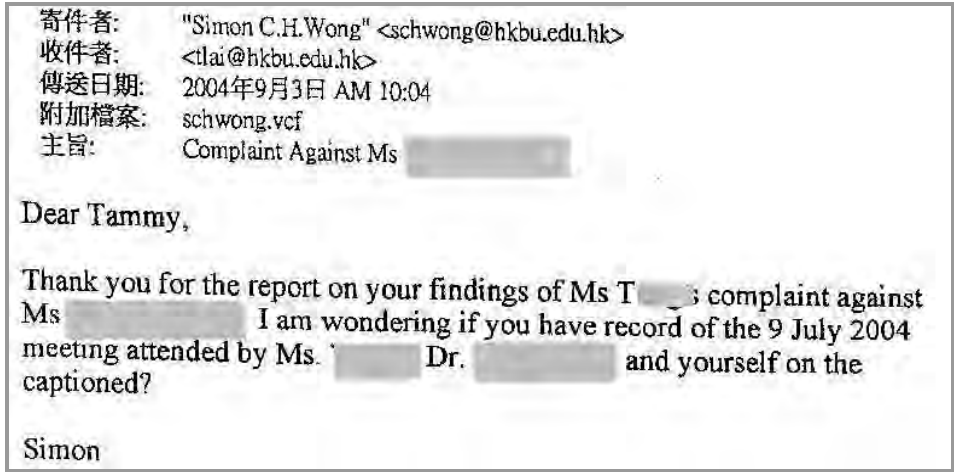 寄件者: "Simon C.H.Wong" <schwong@hkbu.edu.hk>
收件者: <tlai@hkbu.edu.hk>
傳送日期: 2004年9月3日 AM 10:04
附加檔案: schwong.vcf
主旨: Complaint Against Ms
Dear Tammy,
Thank you for the report on your findings of Ms T s complaint against
Ms I am wondering if you have record of the 9 July 2004
meeting attended by Ms. Dr. and yourself on the
captioned?
Simon